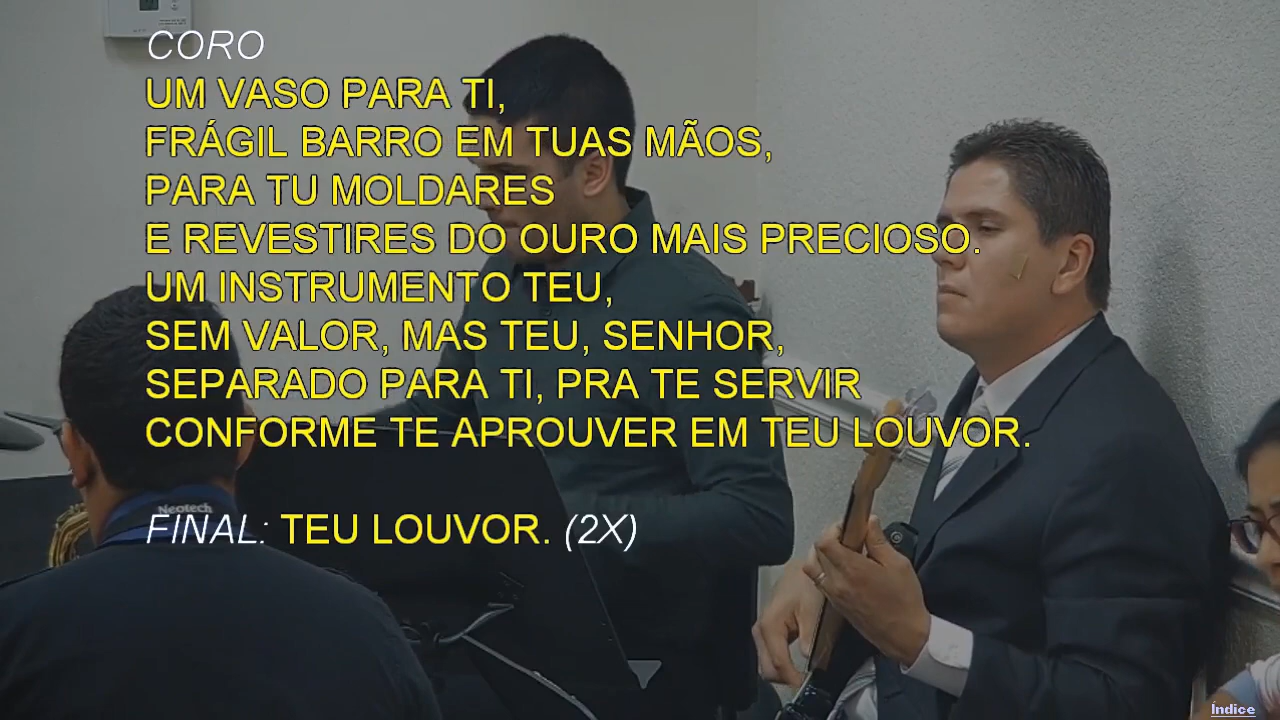 CORO
UM VASO PARA TI,
FRÁGIL BARRO EM TUAS MÃOS,
PARA TU MOLDARES
E REVESTIRES DO OURO MAIS PRECIOSO.
UM INSTRUMENTO TEU,
SEM VALOR, MAS TEU, SENHOR,
SEPARADO PARA TI, PRA TE SERVIR
CONFORME TE APROUVER EM TEU LOUVOR.
Neotech
FINAL: TEU LOUVOR. (2X)
Índice